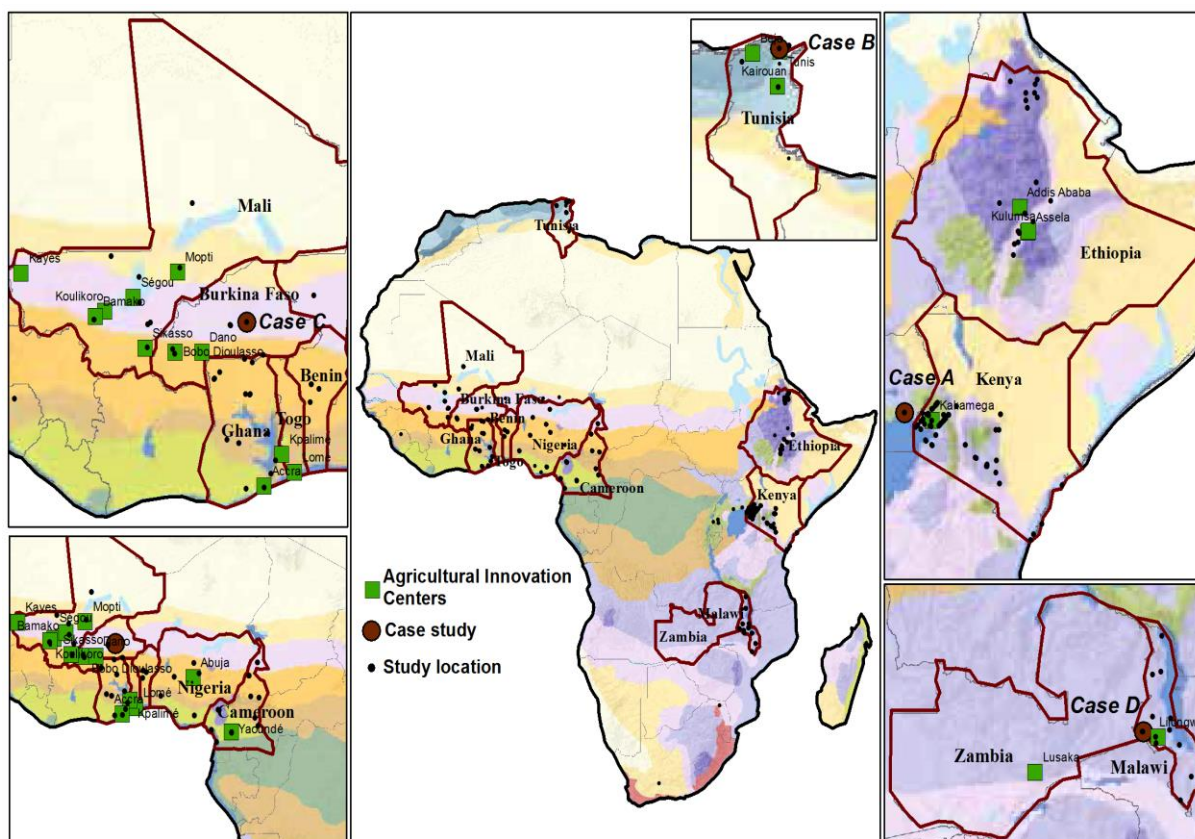 Mali
Kayes
Mopti
Ségou
Koulikoro
Bamako
Burkina Faso
Case C
Sikasso
Dano
Bobo Dioulasso
Benin
Ghana
Togo
Kpalimé
Lomé
Accra
Kayes
Mopti
Ségou
Bamako
Sikasso
Dano
Koulikoro
Bobo Dioulasso
Abuja
Lomé
Nigeria
Accra
Kpalimé
Cameroon
Yaoundé
Case B
Tunis
Kairouan
Tunisia
Tunisia
Mali
Burkina Faso
Benin
Ghana
Nigeria
Togo
Cameroon
Ethiopia
Kenya
Malawi
Zambia
Agricultural Innovation
Centers
Case study
Study location
Addis Ababa
Kulumsa
Assela
Ethiopia
Case A
Kenya
Kakamega
Case D
Zambia
Lusaka
Malawi